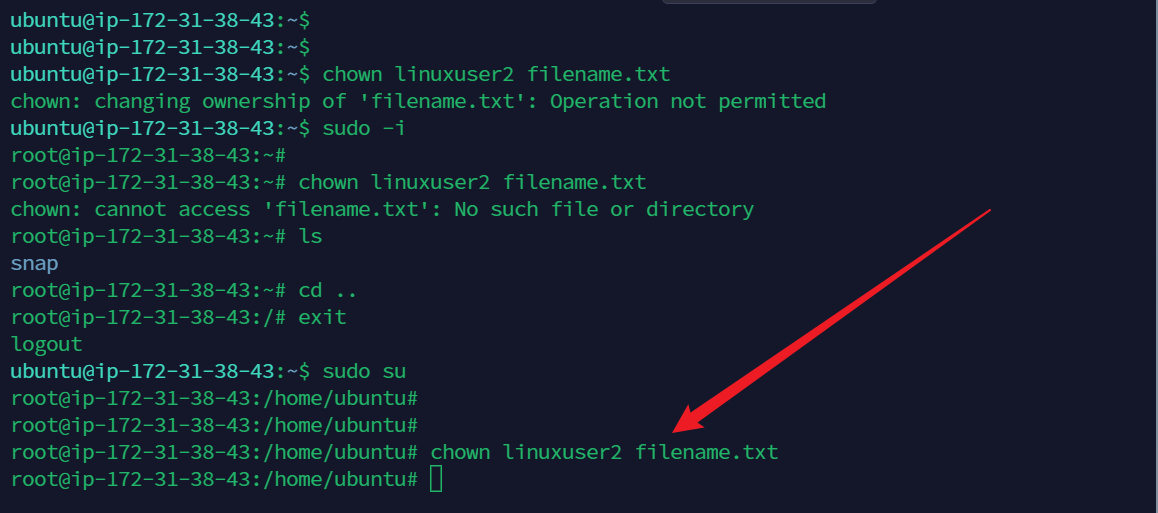 ubuntu@ip-172-31-38-43:~$
ubuntu@ip-172-31-38-43:~$
ubuntu@ip-172-31-38-43:~$ chown linuxuser2 filename.txt
chown: changing ownership of 'filename.txt': Operation not permitted
ubuntu@ip-172-31-38-43:~$ sudo -i
root@ip-172-31-38-43:~#
root@ip-172-31-38-43:~# chown linuxuser2 filename.txt
chown: cannot access 'filename.txt': No such file or directory
root@ip-172-31-38-43:~# ls
snap
root@ip-172-31-38-43:~# cd ..
root@ip-172-31-38-43:/# exit
logout
ubuntu@ip-172-31-38-43:~$ sudo su
root@ip-172-31-38-43:/home/ubuntu#
root@ip-172-31-38-43:/home/ubuntu#
root@ip-172-31-38-43:/home/ubuntu# chown linuxuser2 filename.txt
root@ip-172-31-38-43:/home/ubuntu#